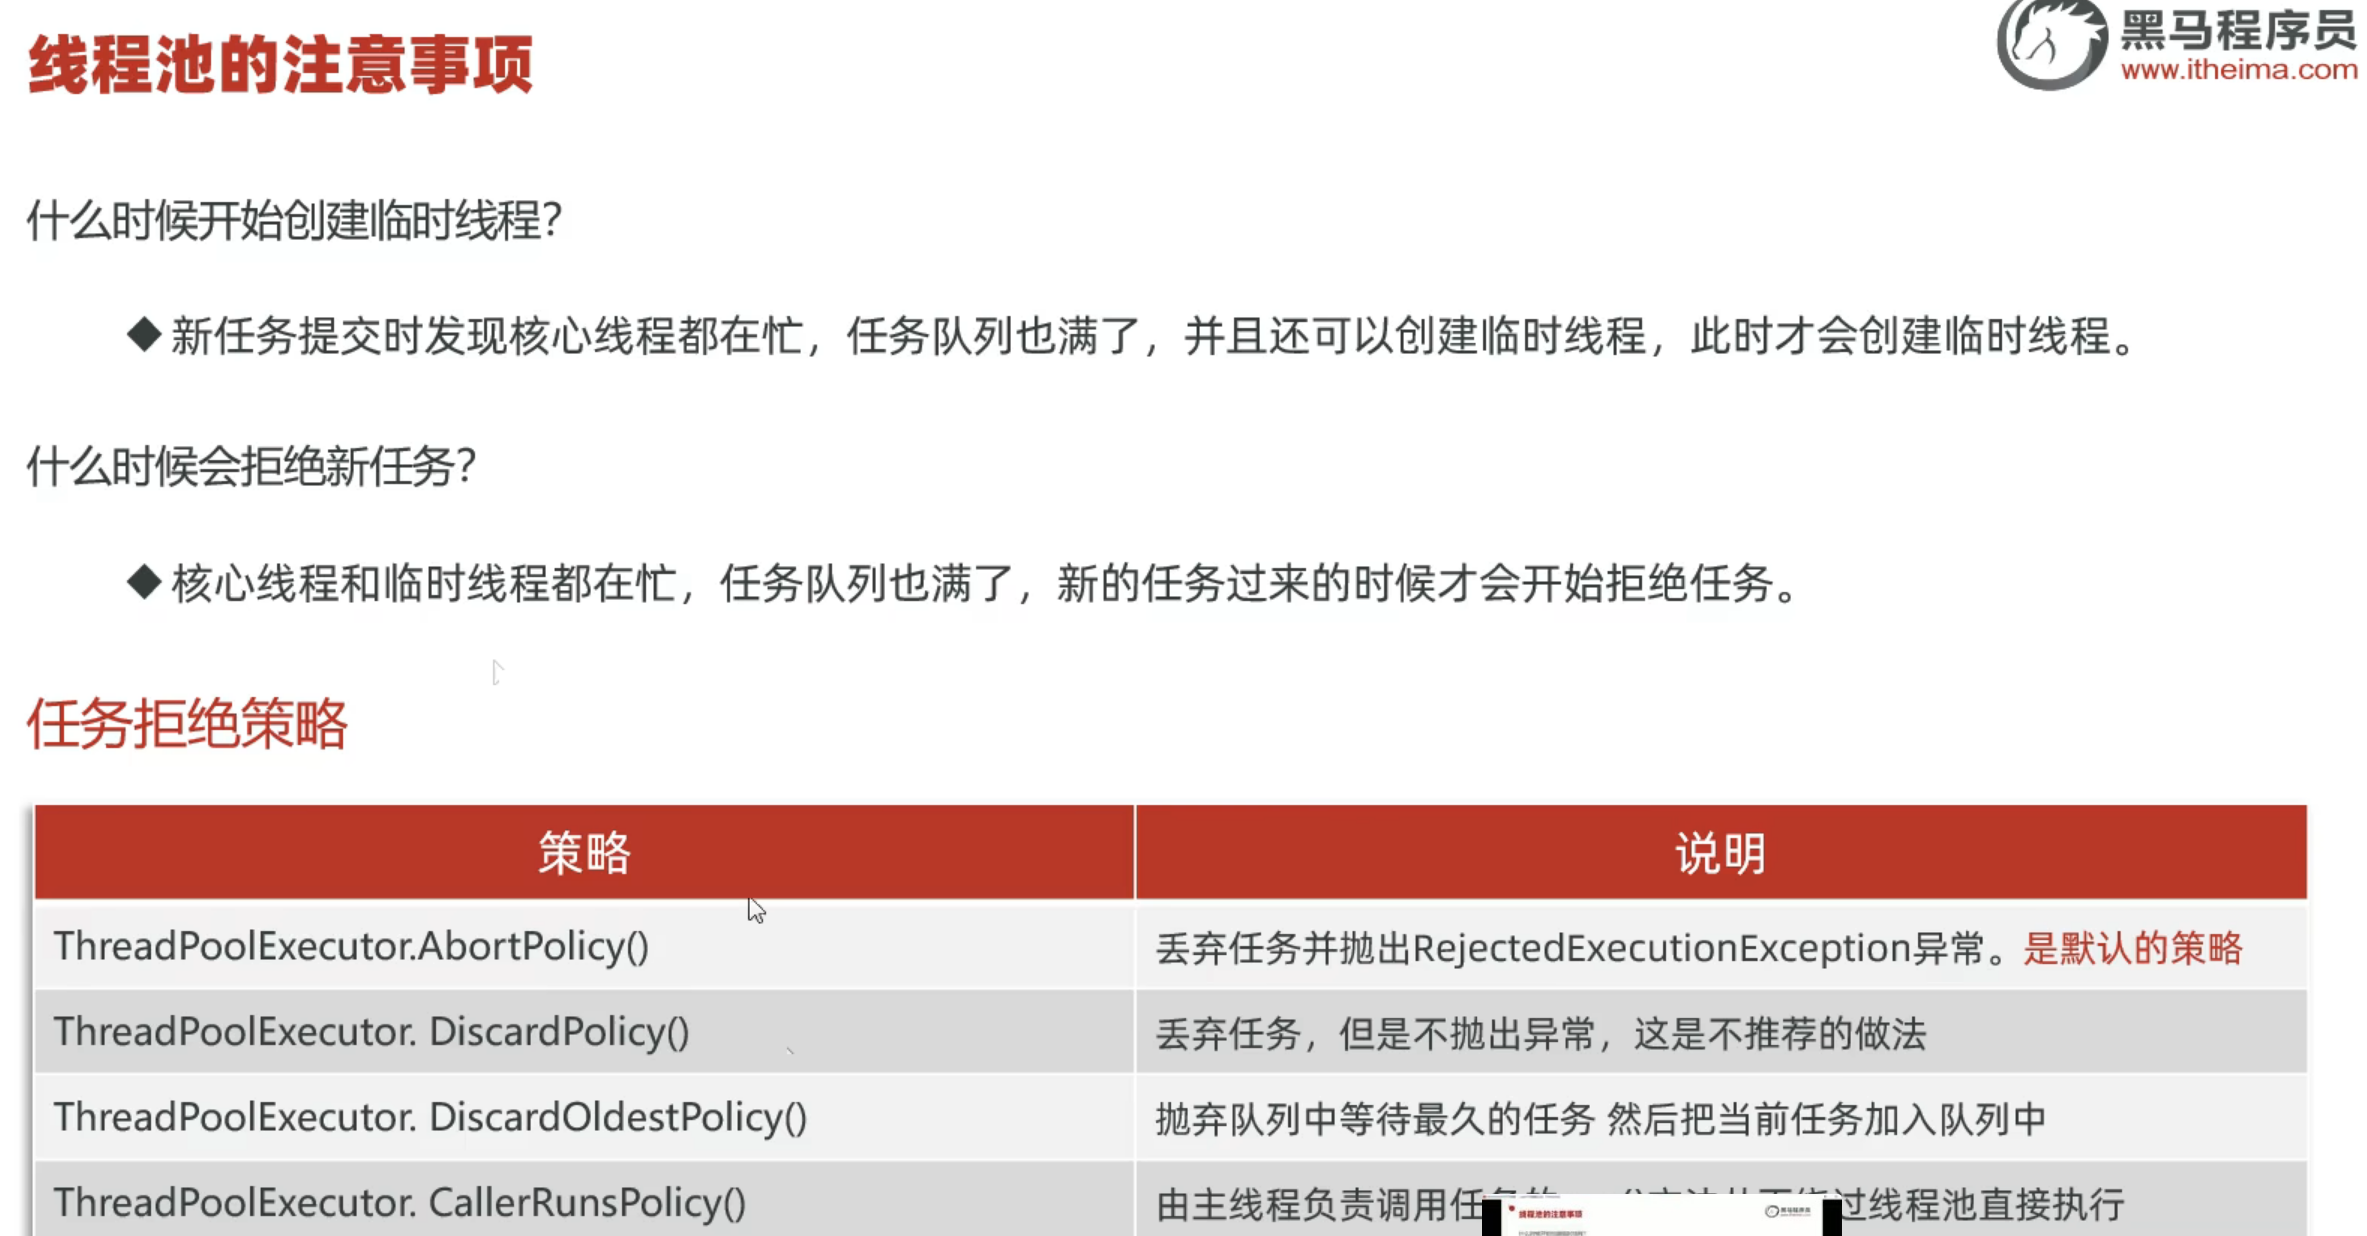 线程池的注意事项
黑马程序员
www.itheima.com
什么时候开始创建临时线程？
◆ 新任务提交时发现核心线程都在忙，任务队列也满了，并且还可以创建临时线程，此时才会创建临时线程。
什么时候会拒绝新任务？
◆ 核心线程和临时线程都在忙，任务队列也满了，新的任务过来的时候才会开始拒绝任务。
任务拒绝策略
策略 说明
ThreadPoolExecutor.AbortPolicy() 丢弃任务并抛出RejectedExecutionException异常。是默认的策略
ThreadPoolExecutor. DiscardPolicy() 丢弃任务，但是不抛出异常，这是不推荐的做法
ThreadPoolExecutor. DiscardOldestPolicy() 抛弃队列中等待最久的任务 然后把当前任务加入队列中
ThreadPoolExecutor. CallerRunsPolicy() 由主线程负责调用任务的 过线程池直接执行
线程池的注意事项